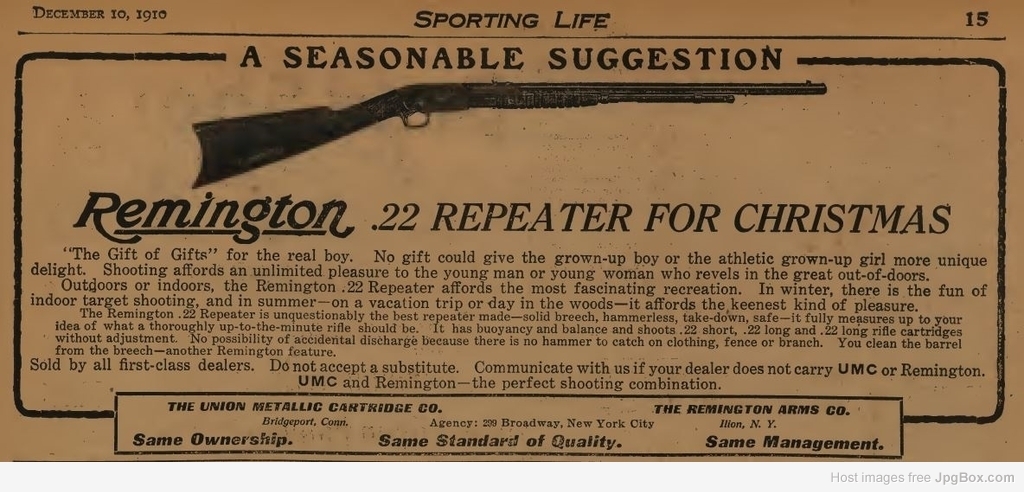 DECEMBER 10, 1910
SPORTING LIFE
15
A SEASONABLE SUGGESTION
Remington .22 REPEATER FOR CHRISTMAS
"The Gift of Gifts" for the real boy. No gift could give the grown-up boy or the athletic grown-up girl more unique
delight. Shooting affords an unlimited pleasure to the young man or young woman who revels in the great out-of-doors.
Outdoors or indoors, the Remington .22 Repeater affords the most fascinating recreation. In winter, there is the fun of
indoor target shooting, and in summer—on a vacation trip or day in the woods—it affords the keenest kind of pleasure.
The Remington .22 Repeater is unquestionably the best repeater made—solid breech, hammerless, take-down, safe—it fully measures up to your
idea of what a thoroughly up-to-the-minute rifle should be. It has buoyancy and balance and shoots .22 short, .22 long and .22 long rifle cartridges
without adjustment. No possibility of accidental discharge because there is no hammer to catch on clothing, fence or branch. You clean the barrel
from the breech—another Remington feature.
Sold by all first-class dealers. Do not accept a substitute. Communicate with us if your dealer does not carry UMC or Remington.
UMC and Remington—the perfect shooting combination.
THE UNION METALLIC CARTRIDGE CO. THE REMINGTON ARMS CO.
Bridgeport, Conn. Agency: 299 Broadway, New York City Ilion, N. Y.
Same Ownership. Same Standard of Quality. Same Management.
Host images free JpgBox.com